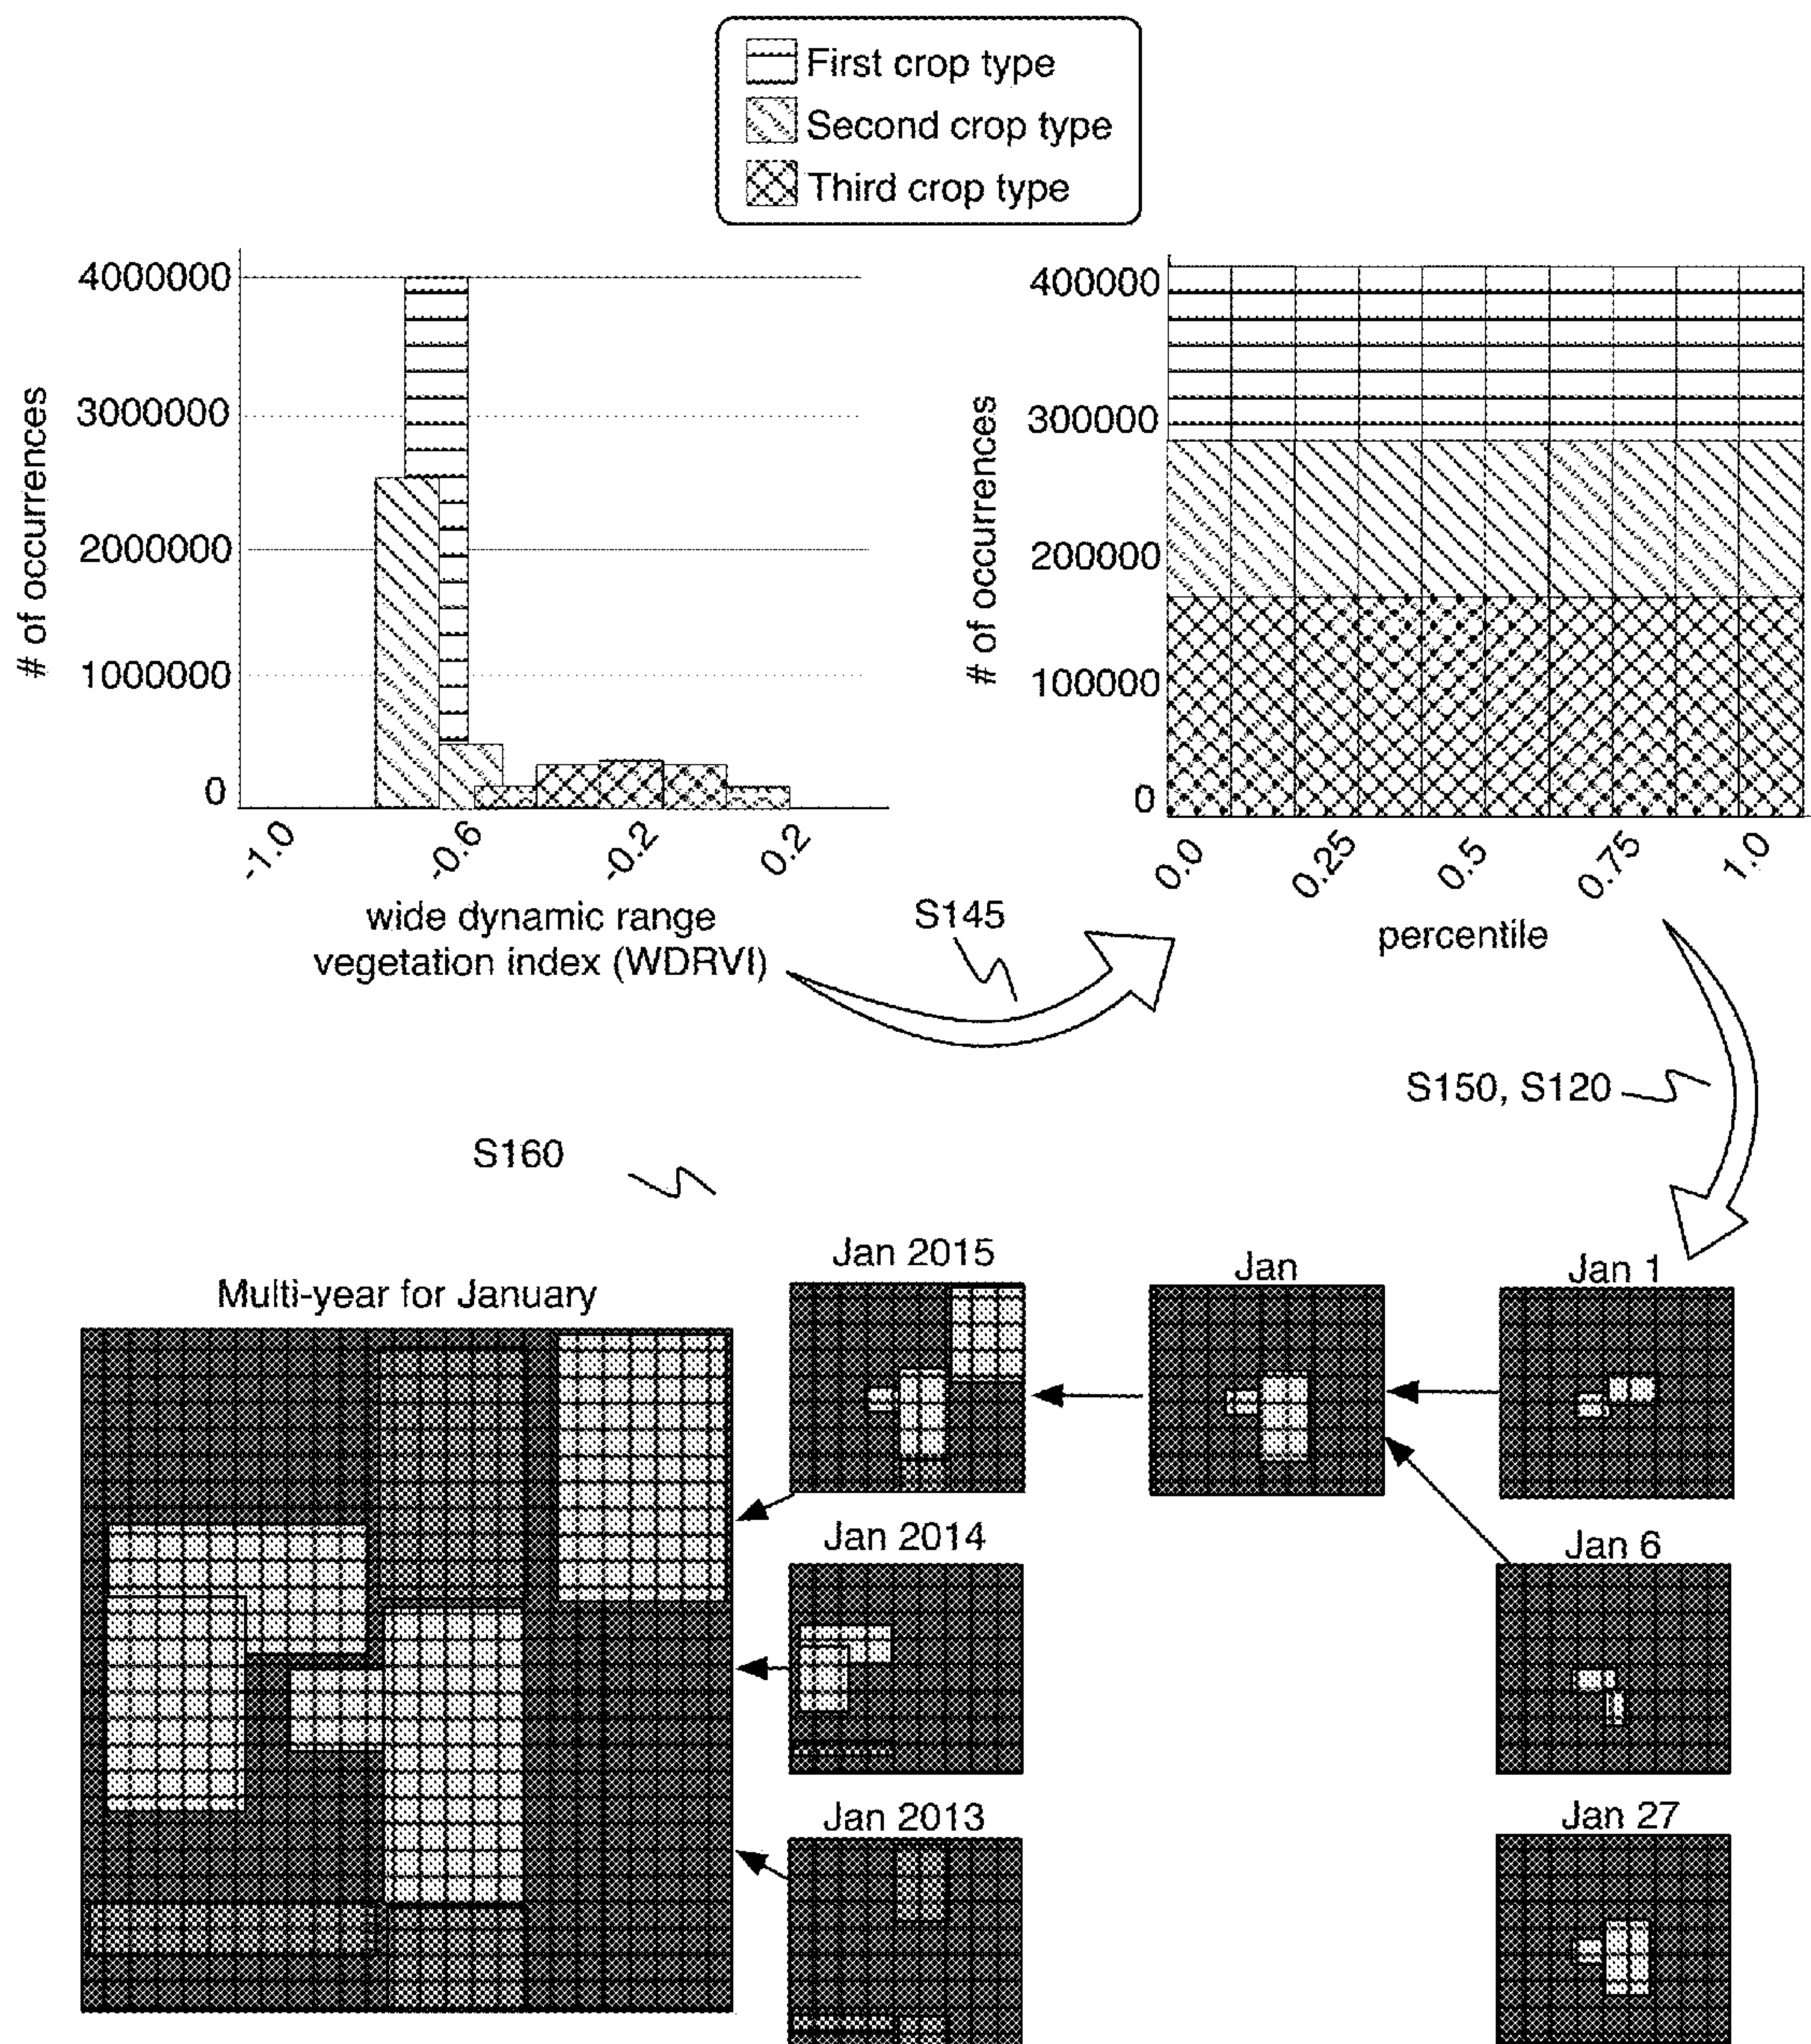 First crop type
Second crop type
Third crop type
# of occurrences
4000000
3000000
2000000
1000000
0
-1.0
-0.6
-0.2
0.2
wide dynamic range
vegetation index (WDRVI)
# of occurrences
400000
300000
200000
100000
0
0.0
0.25
0.5
0.75
1.0
percentile
S145
S150, S120
S160
Multi-year for January
Jan 2015
Jan
Jan 1
Jan 2014
Jan 6
Jan 2013
Jan 27